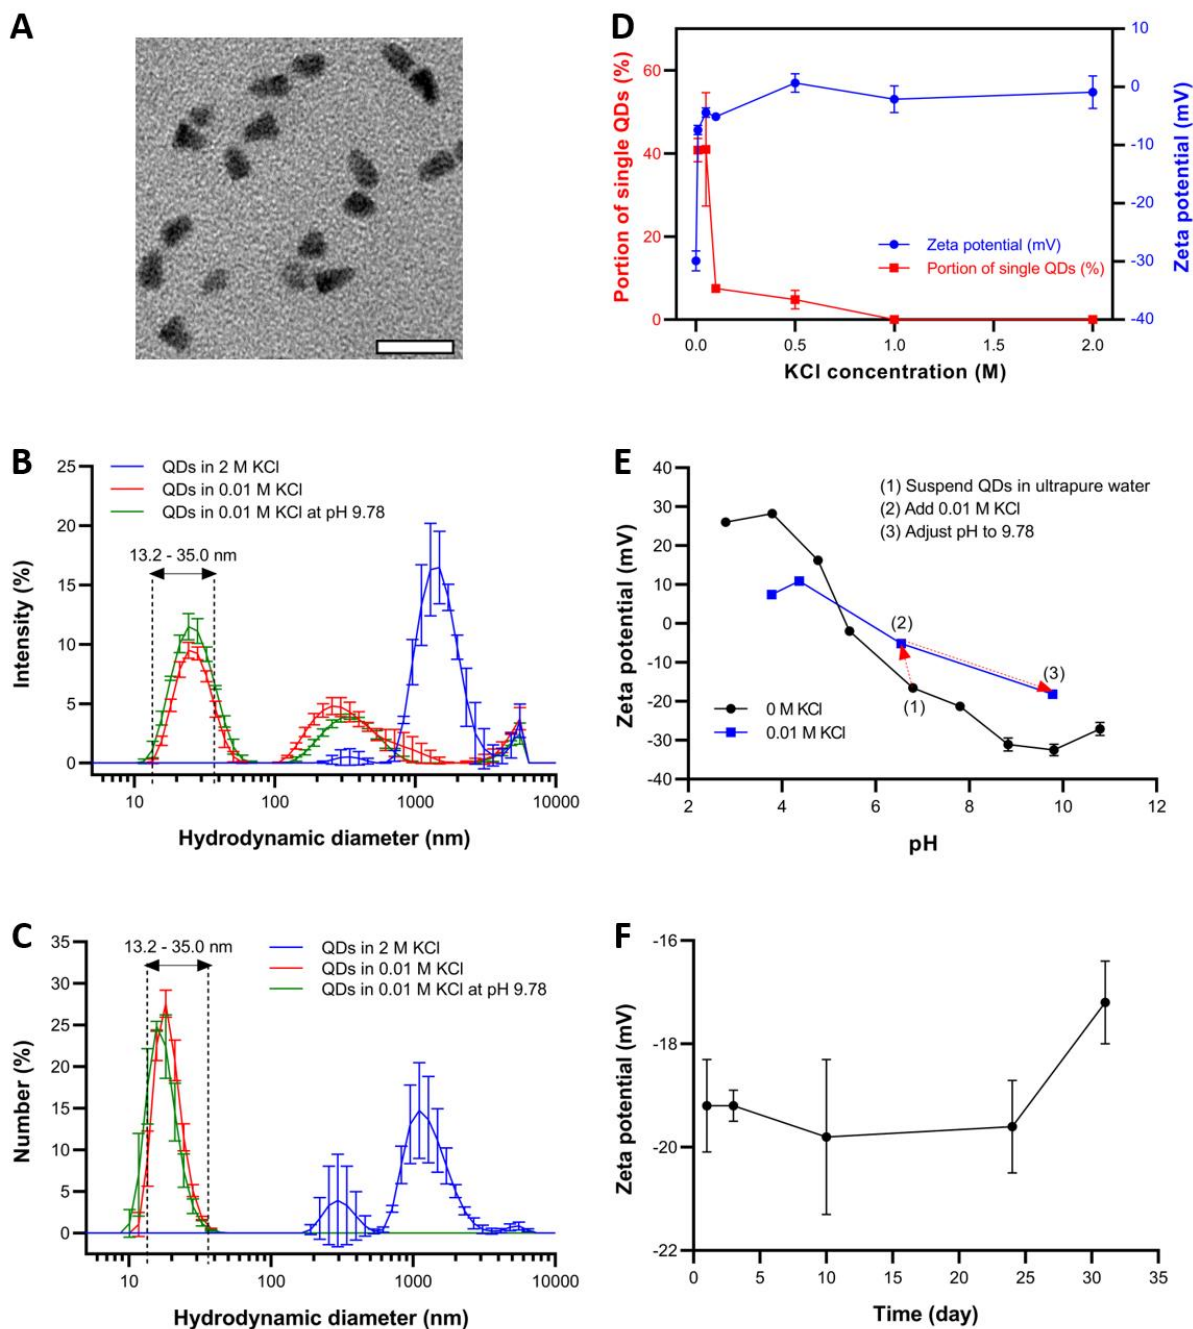 A
B
QDs in 2 M KCl
QDs in 0.01 M KCl
QDs in 0.01 M KCl at pH 9.78
13.2 - 35.0 nm
25
20
15
10
5
0
Intensity (%)
10
100
1000
10000
Hydrodynamic diameter (nm)
C
13.2 - 35.0 nm
QDs in 2 M KCl
QDs in 0.01 M KCl
QDs in 0.01 M KCl at pH 9.78
35
30
25
20
15
10
5
0
Number (%)
10
100
1000
10000
Hydrodynamic diameter (nm)
D
Portion of single QDs (%)
60
40
20
0
10
0
-10
-20
-30
-40
Zeta potential (mV)
Zeta potential (mV)
Portion of single QDs (%)
0.0
0.5
1.0
1.5
2.0
KCl concentration (M)
E
(1) Suspend QDs in ultrapure water
(2) Add 0.01 M KCl
(3) Adjust pH to 9.78
40
30
20
10
0
-10
-20
-30
-40
Zeta potential (mV)
(2)
(3)
(1)
0 M KCl
0.01 M KCl
2
4
6
8
10
12
pH
F
-16
-18
-20
-22
Zeta potential (mV)
0
5
10
15
20
25
30
35
Time (day)